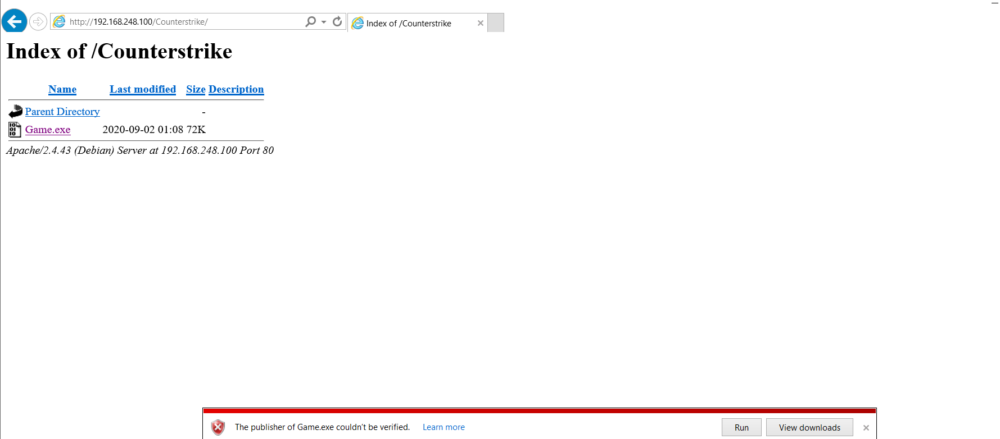 http://192.168.248.100/Counterstrike/
Index of /Counterstrike
Index of /Counterstrike
Name Last modified Size Description
Parent Directory -
Game.exe 2020-09-02 01:08 72K
Apache/2.4.43 (Debian) Server at 192.168.248.100 Port 80
The publisher of Game.exe couldn't be verified. Learn more Run View downloads